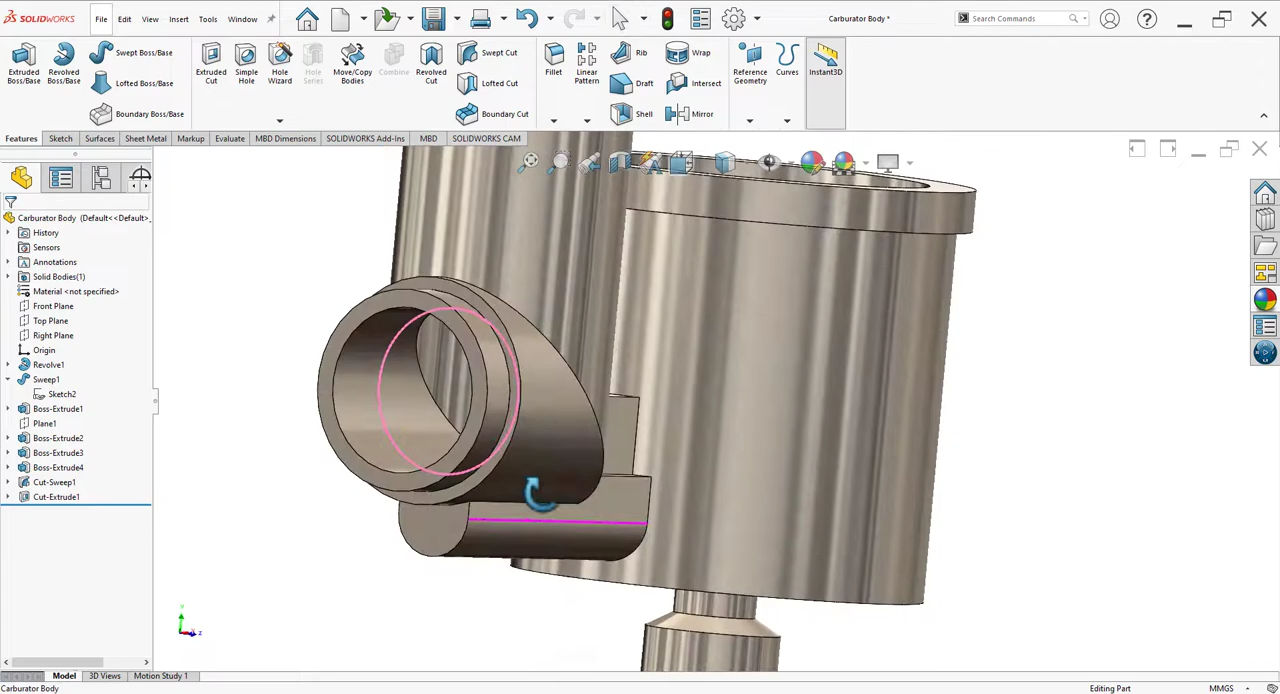 SOLIDWORKS
File Edit View Insert Tools Window
Carburator Body *
Search Commands
Extruded Boss/Base
Revolved Boss/Base
Swept Boss/Base
Lofted Boss/Base
Boundary Boss/Base
Extruded Cut
Simple Hole
Hole Wizard
Hole Series
Move/Copy Bodies
Combine
Revolved Cut
Swept Cut
Lofted Cut
Boundary Cut
Fillet
Linear Pattern
Rib
Draft
Shell
Wrap
Intersect
Mirror
Reference Geometry
Curves
Instant3D
Features Sketch Surfaces Sheet Metal Markup Evaluate MBD Dimensions SOLIDWORKS Add-Ins MBD SOLIDWORKS CAM
Carburator Body (Default<<Default>
History
Sensors
Annotations
Solid Bodies(1)
Material <not specified>
Front Plane
Top Plane
Right Plane
Origin
Revolve1
Sweep1
Sketch2
Boss-Extrude1
Plane1
Boss-Extrude2
Boss-Extrude3
Boss-Extrude4
Cut-Sweep1
Cut-Extrude1
Y
Z
Model 3D Views Motion Study 1
Carburator Body
Editing Part
MMGS